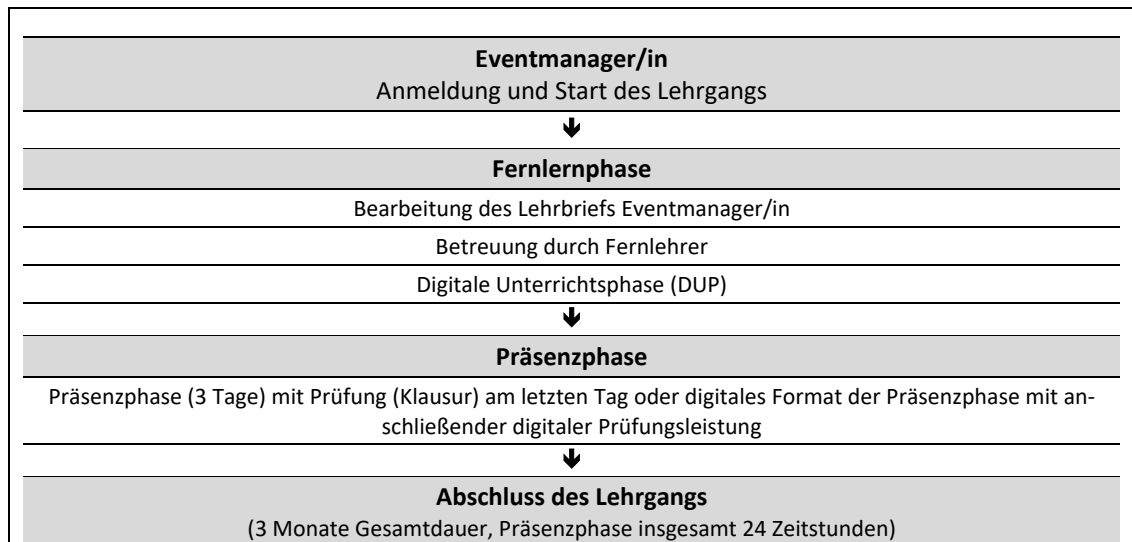 Eventmanager/in
Anmeldung und Start des Lehrgangs
🡻
Fernlernphase
Bearbeitung des Lehrbriefs Eventmanager/in
Betreuung durch Fernlehrer
Digitale Unterrichtsphase (DUP)
🡻
Präsenzphase
Präsenzphase (3 Tage) mit Prüfung (Klausur) am letzten Tag oder digitales Format der Präsenzphase mit an-
schließender digitaler Prüfungsleistung
🡻
Abschluss des Lehrgangs
(3 Monate Gesamtdauer, Präsenzphase insgesamt 24 Zeitstunden)